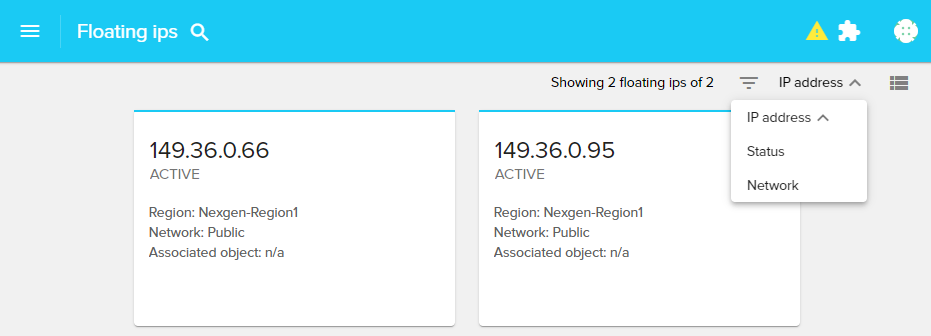 Floating ips
Showing 2 floating ips of 2
IP address
IP address
Status
Network
149.36.0.66
ACTIVE
Region: Nexgen-Region1
Network: Public
Associated object: n/a
149.36.0.95
ACTIVE
Region: Nexgen-Region1
Network: Public
Associated object: n/a